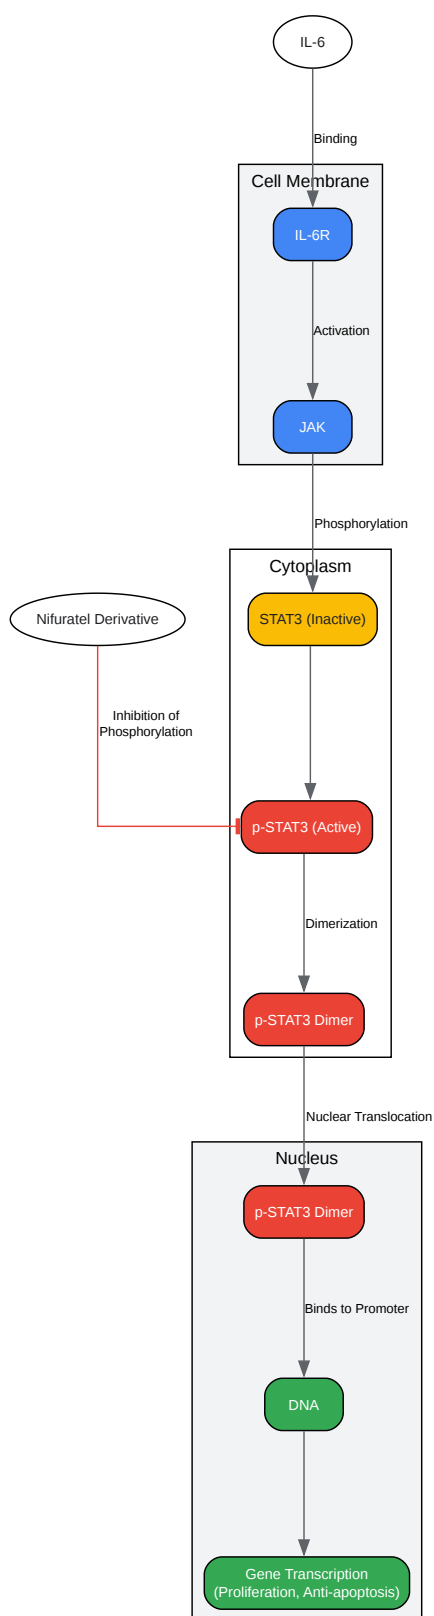 IL-6
Binding
Cell Membrane
IL-6R
Activation
JAK
Phosphorylation
Cytoplasm
Nifuratel Derivative
STAT3 (Inactive)
Inhibition of
Phosphorylation
p-STAT3 (Active)
Dimerization
p-STAT3 Dimer
Nuclear Translocation
Nucleus
p-STAT3 Dimer
Binds to Promoter
DNA
Gene Transcription
(Proliferation, Anti-apoptosis)